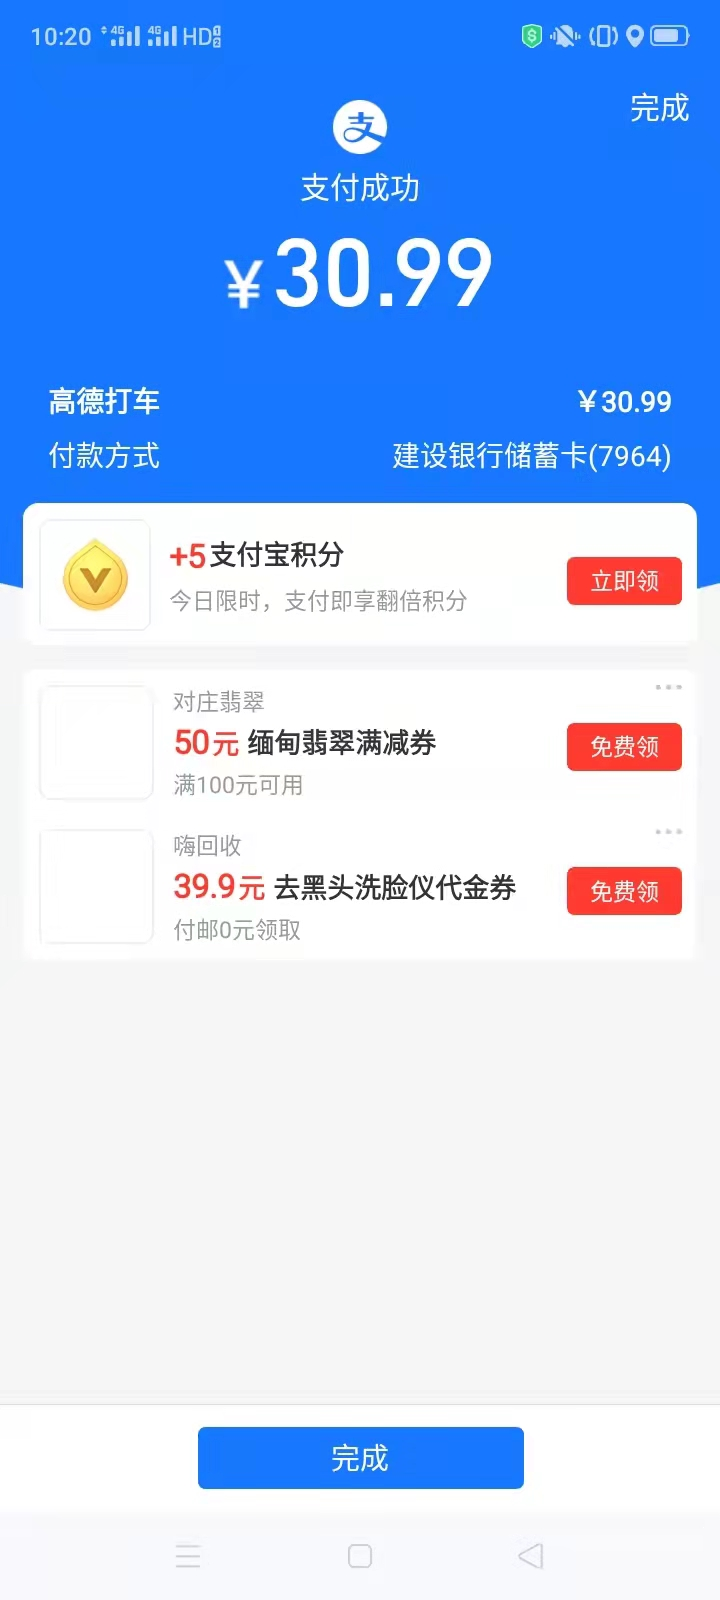 10:20 4G 4G HD
完成
支
支付成功
¥30.99
高德打车 ¥30.99
付款方式 建设银行储蓄卡(7964)
+5支付宝积分
今日限时，支付即享翻倍积分
立即领
对庄翡翠
50元 缅甸翡翠满减券
满100元可用
免费领
嗨回收
39.9元 去黑头洗脸仪代金券
付邮0元领取
免费领
完成